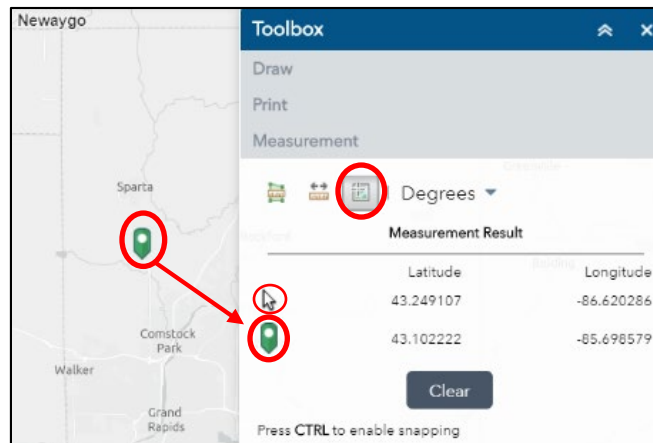 Newaygo
Toolbox
Draw
Print
Measurement
Sparta
Degrees
Measurement Result
Latitude Longitude
43.249107 -86.620286
43.102222 -85.698579
Comstock
Park
Walker
Clear
Grand
Rapids
Press CTRL to enable snapping